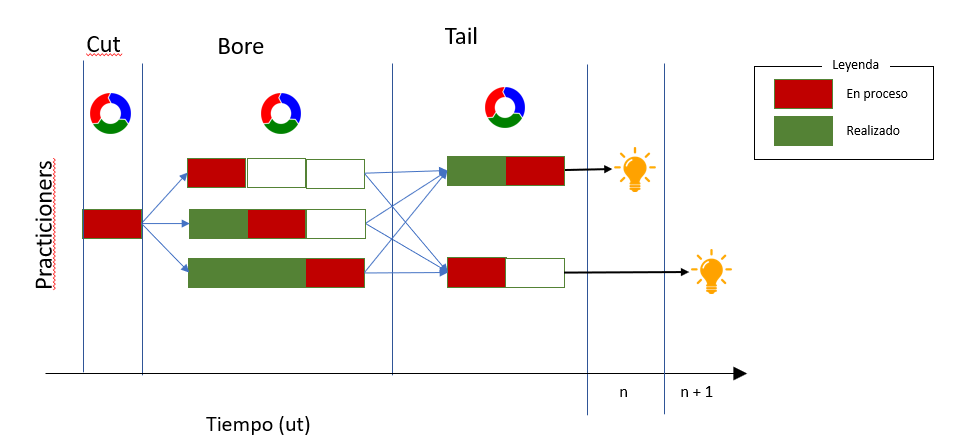 Cut
Bore
Tail
Leyenda
En proceso
Realizado
Practicioners
n
n + 1
Tiempo (ut)